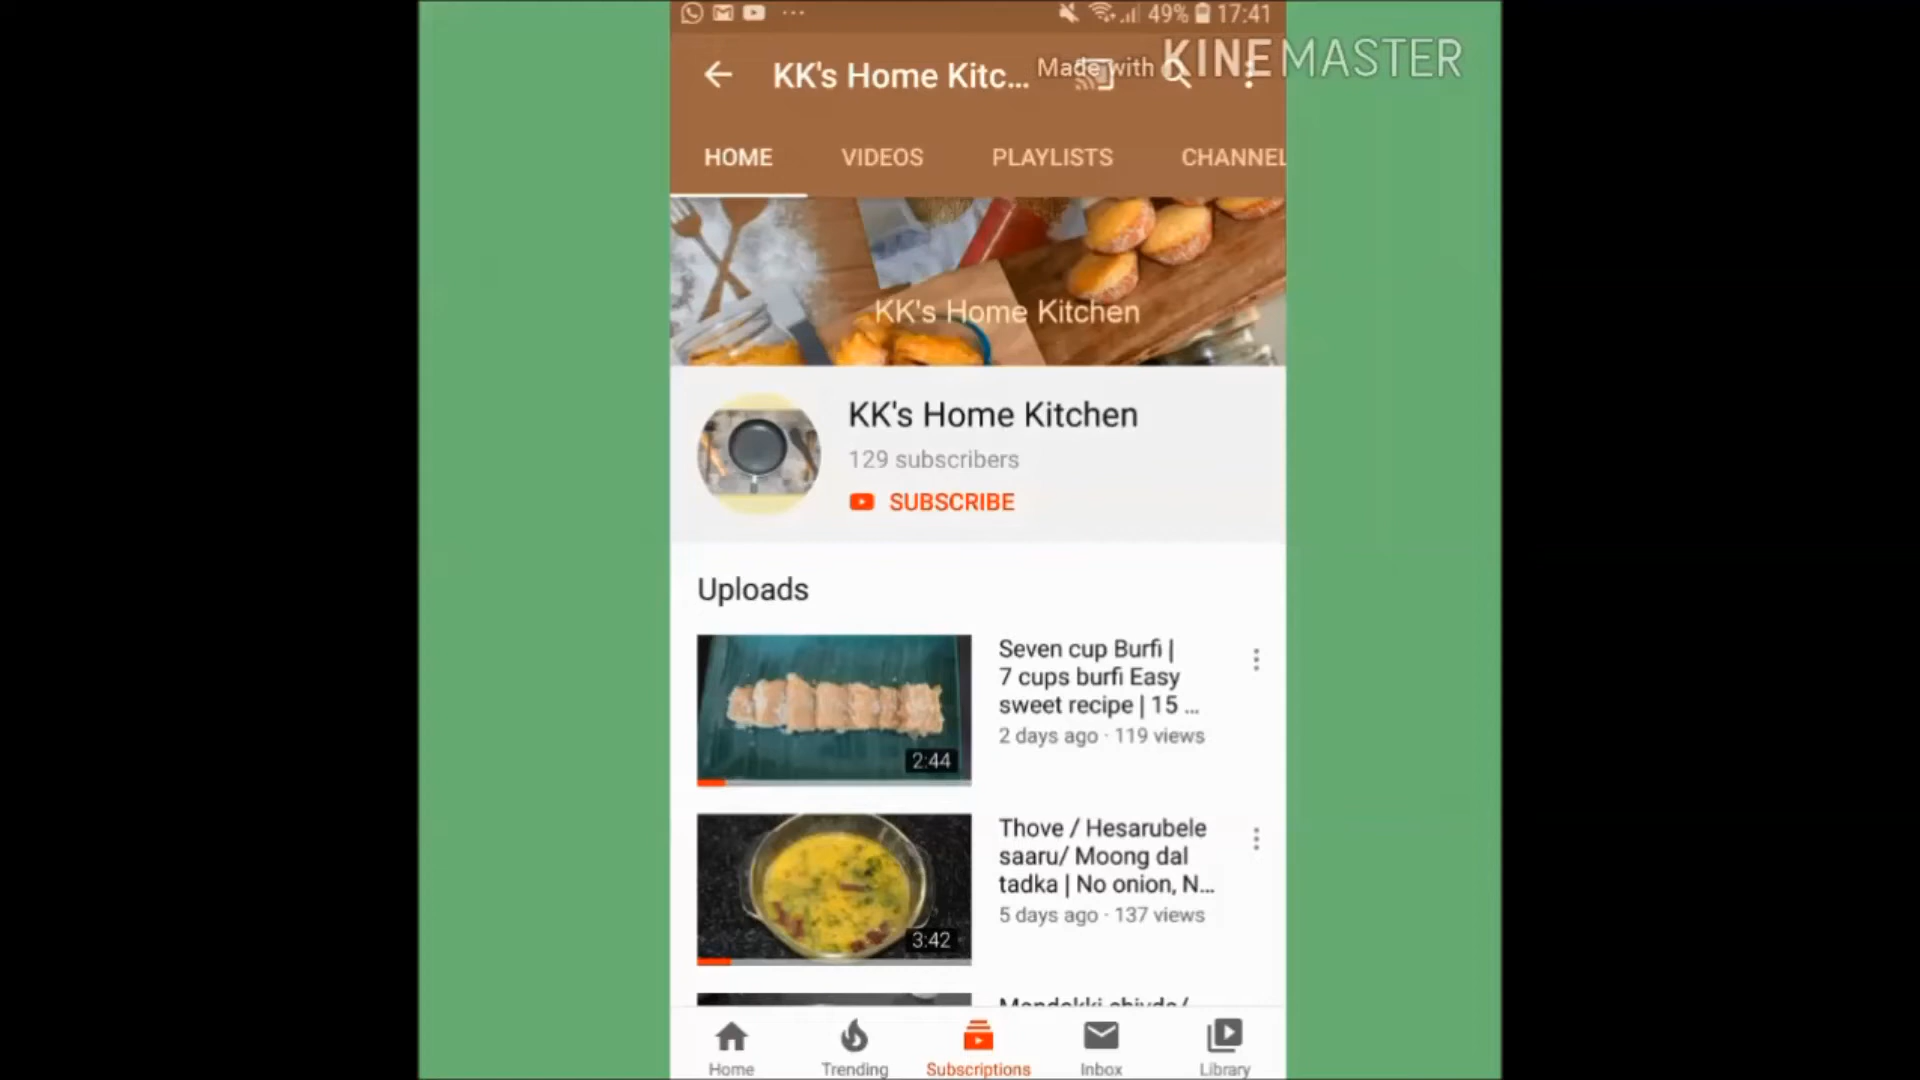 49% 17:41
KK's Home Kitc...
Made with KINEMASTER
HOME VIDEOS PLAYLISTS CHANNEL
KK's Home Kitchen
KK's Home Kitchen
129 subscribers
SUBSCRIBE
Uploads
Seven cup Burfi |
7 cups burfi Easy
sweet recipe | 15 ...
2 days ago · 119 views
2:44
Thove / Hesarubele
saaru/ Moong dal
tadka | No onion, N...
5 days ago · 137 views
3:42
Home Trending Subscriptions Inbox Library